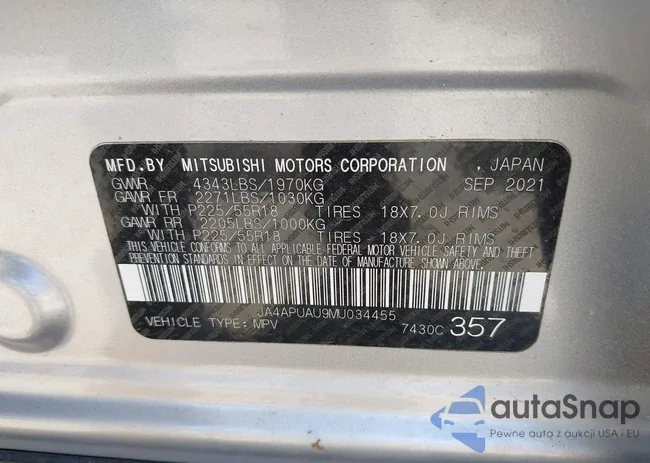 MFD.BY MITSUBISHI MOTORS CORPORATION , JAPAN
GVWR 4343LBS/1970KG SEP 2021
GAWR FR 2271LBS/1030KG
WITH P225/55R18 TIRES 18X7.0J RIMS
GAWR RR 2205LBS/1000KG
WITH P225/55R18 TIRES 18X7.0J RIMS
THIS VEHICLE CONFORMS TO ALL APPLICABLE FEDERAL MOTOR VEHICLE SAFETY AND THEFT
PREVENTION STANDARDS IN EFFECT ON THE DATE OF MANUFACTURE SHOWN ABOVE.
JA4APUAU9MU034455
VEHICLE TYPE: MPV 7430C 357
autaSnap
Pewne auta z aukcji USA i EU